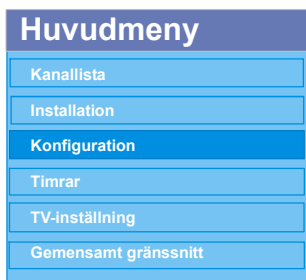 Huvudmeny
Kanallista
Installation
Konfiguration
Timrar
TV-inställning
Gemensamt gränssnitt